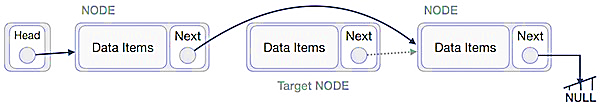 NODE
NODE
Head
Data Items
Next
Data Items
Next
Data Items
Next
Target NODE
NULL